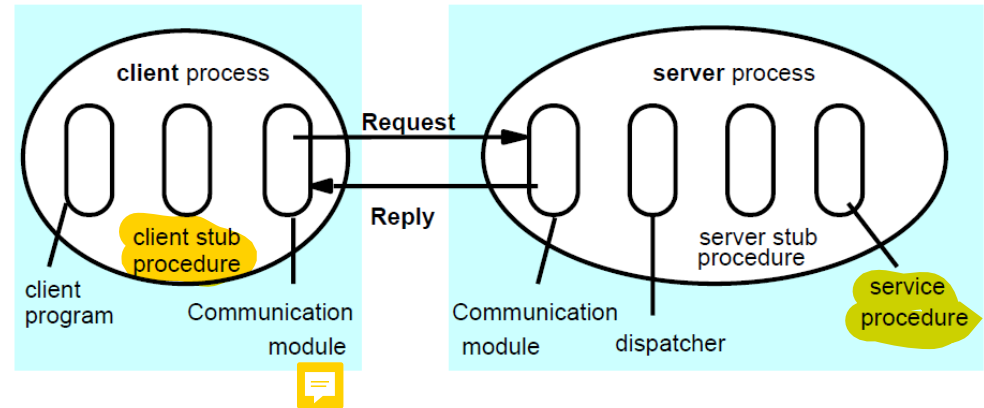 client process
server process
Request
Reply
client stub
procedure
server stub
procedure
client
program
Communication
module
Communication
module
dispatcher
service
procedure